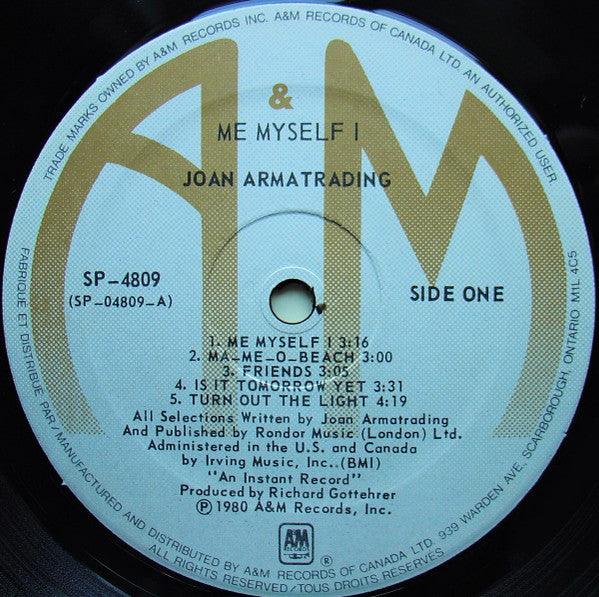 TRADE MARKS OWNED BY A&M RECORDS INC. A&M RECORDS OF CANADA LTD. AN AUTHORIZED USER
A & M
ME MYSELF I
JOAN ARMATRADING
SP-4809
(SP-04809-A)
SIDE ONE
1. ME MYSELF I 3:16
2. MA-ME-O-BEACH 3:00
3. FRIENDS 3:05
4. IS IT TOMORROW YET 3:31
5. TURN OUT THE LIGHT 4:19
All Selections Written by Joan Armatrading
And Published by Rondor Music (London) Ltd.
Administered in the U.S. and Canada
by Irving Music, Inc..(BMI)
"An Instant Record"
Produced by Richard Gottehrer
Ⓟ 1980 A&M Records, Inc.
A&M
RECORDS
®
FABRIQUE ET DISTRIBUE PAR/MANUFACTURED AND DISTRIBUTED BY A&M RECORDS OF CANADA LTD. 939 WARDEN AVE, SCARBOROUGH, ONTARIO M1L 4C5
ALL RIGHTS RESERVED/TOUS DROITS RESERVÉS